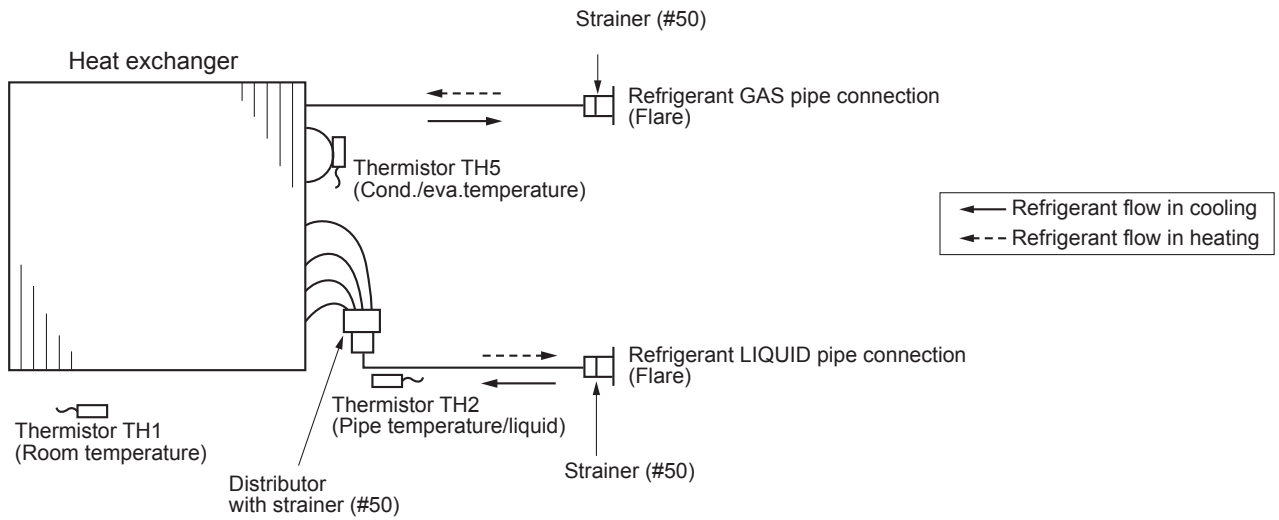 Strainer (#50)
Heat exchanger
Refrigerant GAS pipe connection
(Flare)
Thermistor TH5
(Cond./eva.temperature)
Refrigerant flow in cooling
Refrigerant flow in heating
Refrigerant LIQUID pipe connection
(Flare)
Thermistor TH2
(Pipe temperature/liquid)
Thermistor TH1
(Room temperature)
Strainer (#50)
Distributor
with strainer (#50)